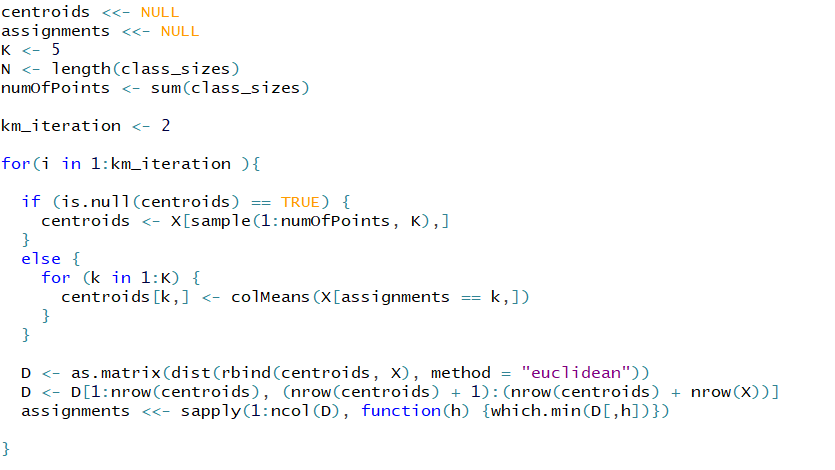 centroids <<- NULL
assignments <<- NULL
K <- 5
N <- length(class_sizes)
numOfPoints <- sum(class_sizes)
km_iteration <- 2
for(i in 1:km_iteration ){
if (is.null(centroids) == TRUE) {
centroids <- X[sample(1:numOfPoints, K),]
}
else {
for (k in 1:K) {
centroids[k,] <- colMeans(X[assignments == k,])
}
}
D <- as.matrix(dist(rbind(centroids, X), method = "euclidean"))
D <- D[1:nrow(centroids), (nrow(centroids) + 1):(nrow(centroids) + nrow(X))]
assignments <<- sapply(1:ncol(D), function(h) {which.min(D[,h])})
}